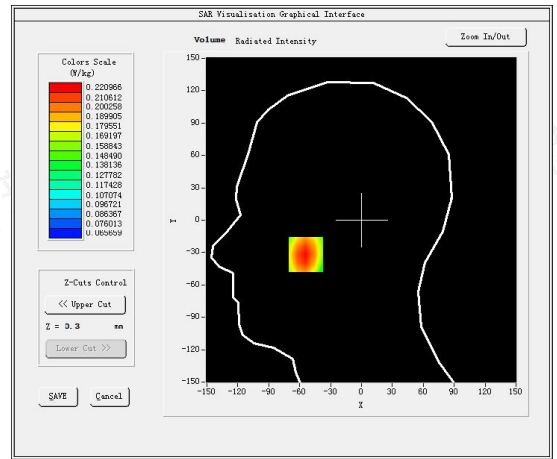 SAR Visualisation Graphical Interface
Volume Radiated Intensity
Zoom In/Out
Colors Scale
(W/kg)
0.220966
0.210612
0.200258
0.189905
0.179551
0.169197
0.158843
0.148490
0.138136
0.127782
0.117428
0.107074
0.096721
0.086367
0.076013
0.065659
Z-Cuts Control
<< Upper Cut
Z = 0.3 mm
Lower Cut >>
SAVE Cancel
150
120
90
60
30
0
-30
-60
-90
-120
-150
Y
-150 -120 -90 -60 -30 0 30 60 90 120 150
X